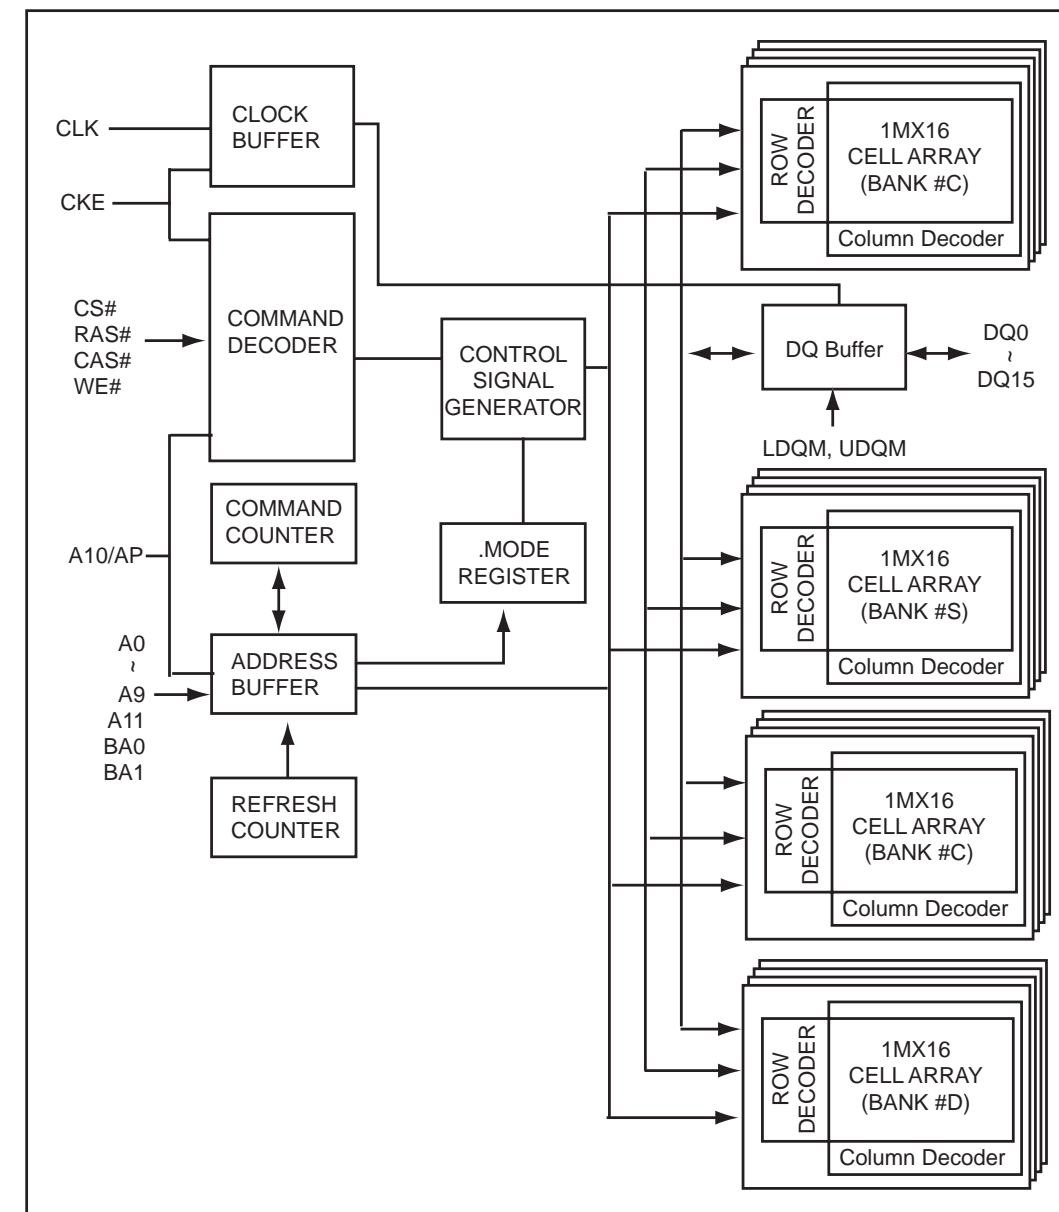 CLK
CKE
CLOCK
BUFFER
CS#
RAS#
CAS#
WE#
COMMAND
DECODER
CONTROL
SIGNAL
GENERATOR
A10/AP
COMMAND
COUNTER
.MODE
REGISTER
A0
~
A9
A11
BA0
BA1
ADDRESS
BUFFER
REFRESH
COUNTER
ROW
DECODER
1MX16
CELL ARRAY
(BANK #C)
Column Decoder
DQ Buffer
DQ0
~
DQ15
LDQM, UDQM
ROW
DECODER
1MX16
CELL ARRAY
(BANK #S)
Column Decoder
ROW
DECODER
1MX16
CELL ARRAY
(BANK #C)
Column Decoder
ROW
DECODER
1MX16
CELL ARRAY
(BANK #D)
Column Decoder